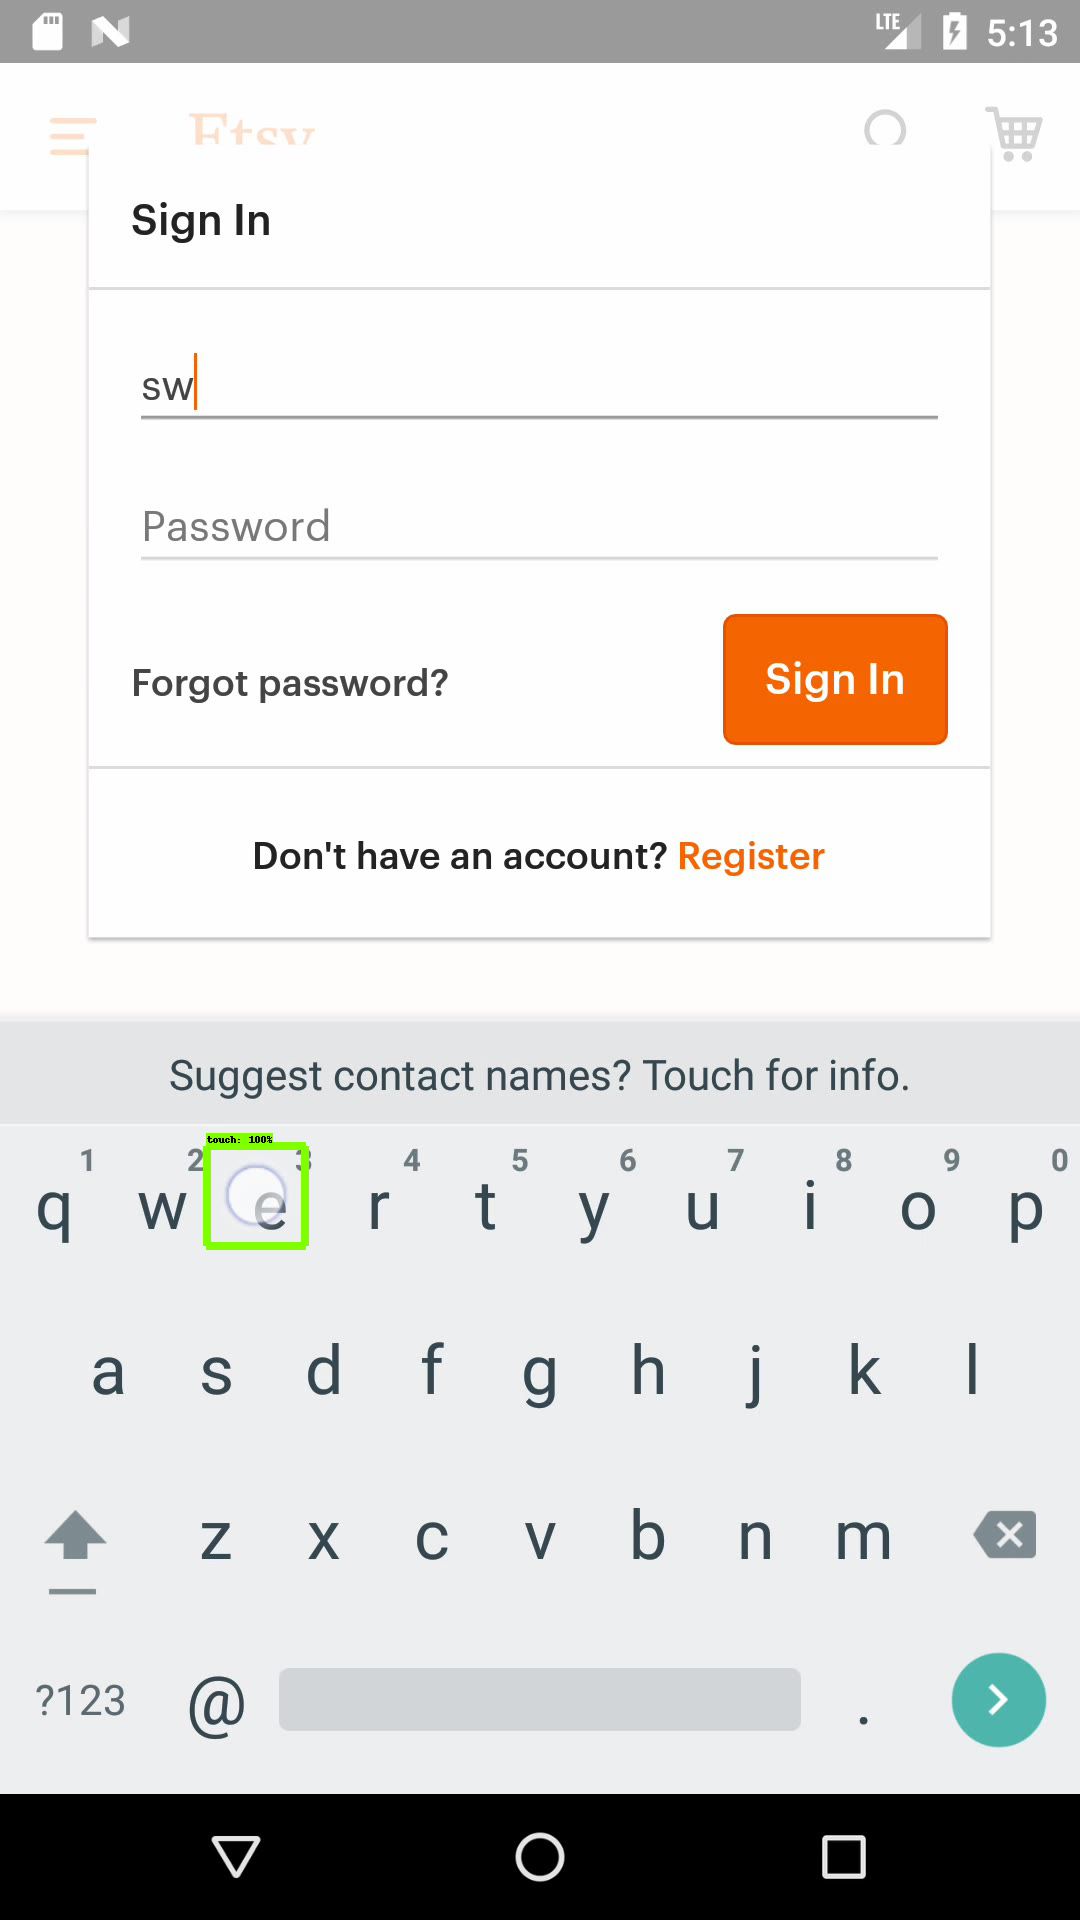 LTE 5:13
Etsy
Sign In
sw
Password
Forgot password?
Sign In
Don't have an account? Register
Suggest contact names? Touch for info.
touch: 100%
1 2 3 4 5 6 7 8 9 0
q w e r t y u i o p
a s d f g h j k l
z x c v b n m
?123 @ .